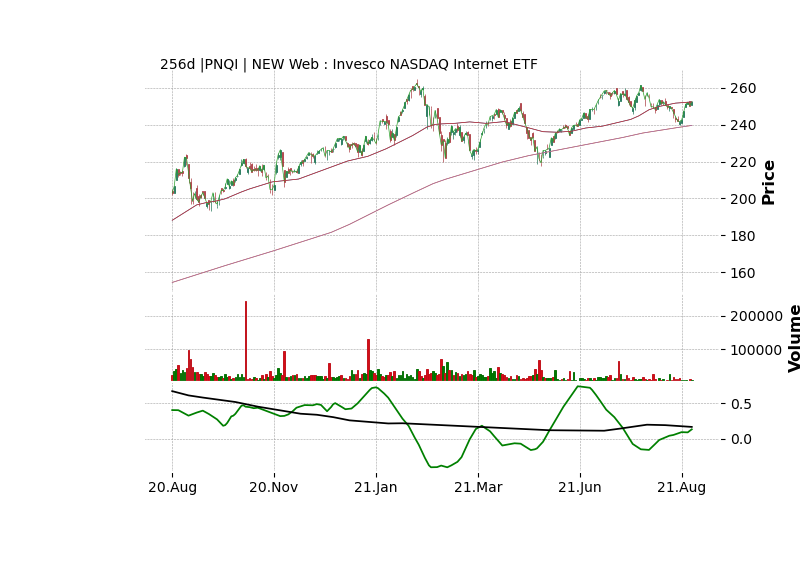 256d |PNQI | NEW Web : Invesco NASDAQ Internet ETF
260
240
220
200
180
160
Price
200000
100000
Volume
0.5
0.0
20.Aug 20.Nov 21.Jan 21.Mar 21.Jun 21.Aug